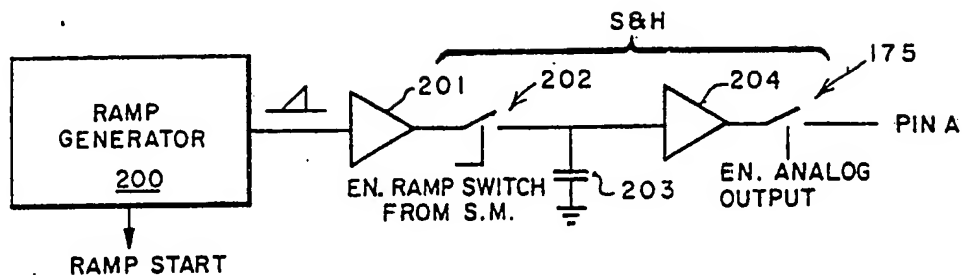 S&H
RAMP
GENERATOR
200
201
202
204
175
PIN A
EN. RAMP SWITCH
FROM S.M.
203
EN. ANALOG
OUTPUT
RAMP START